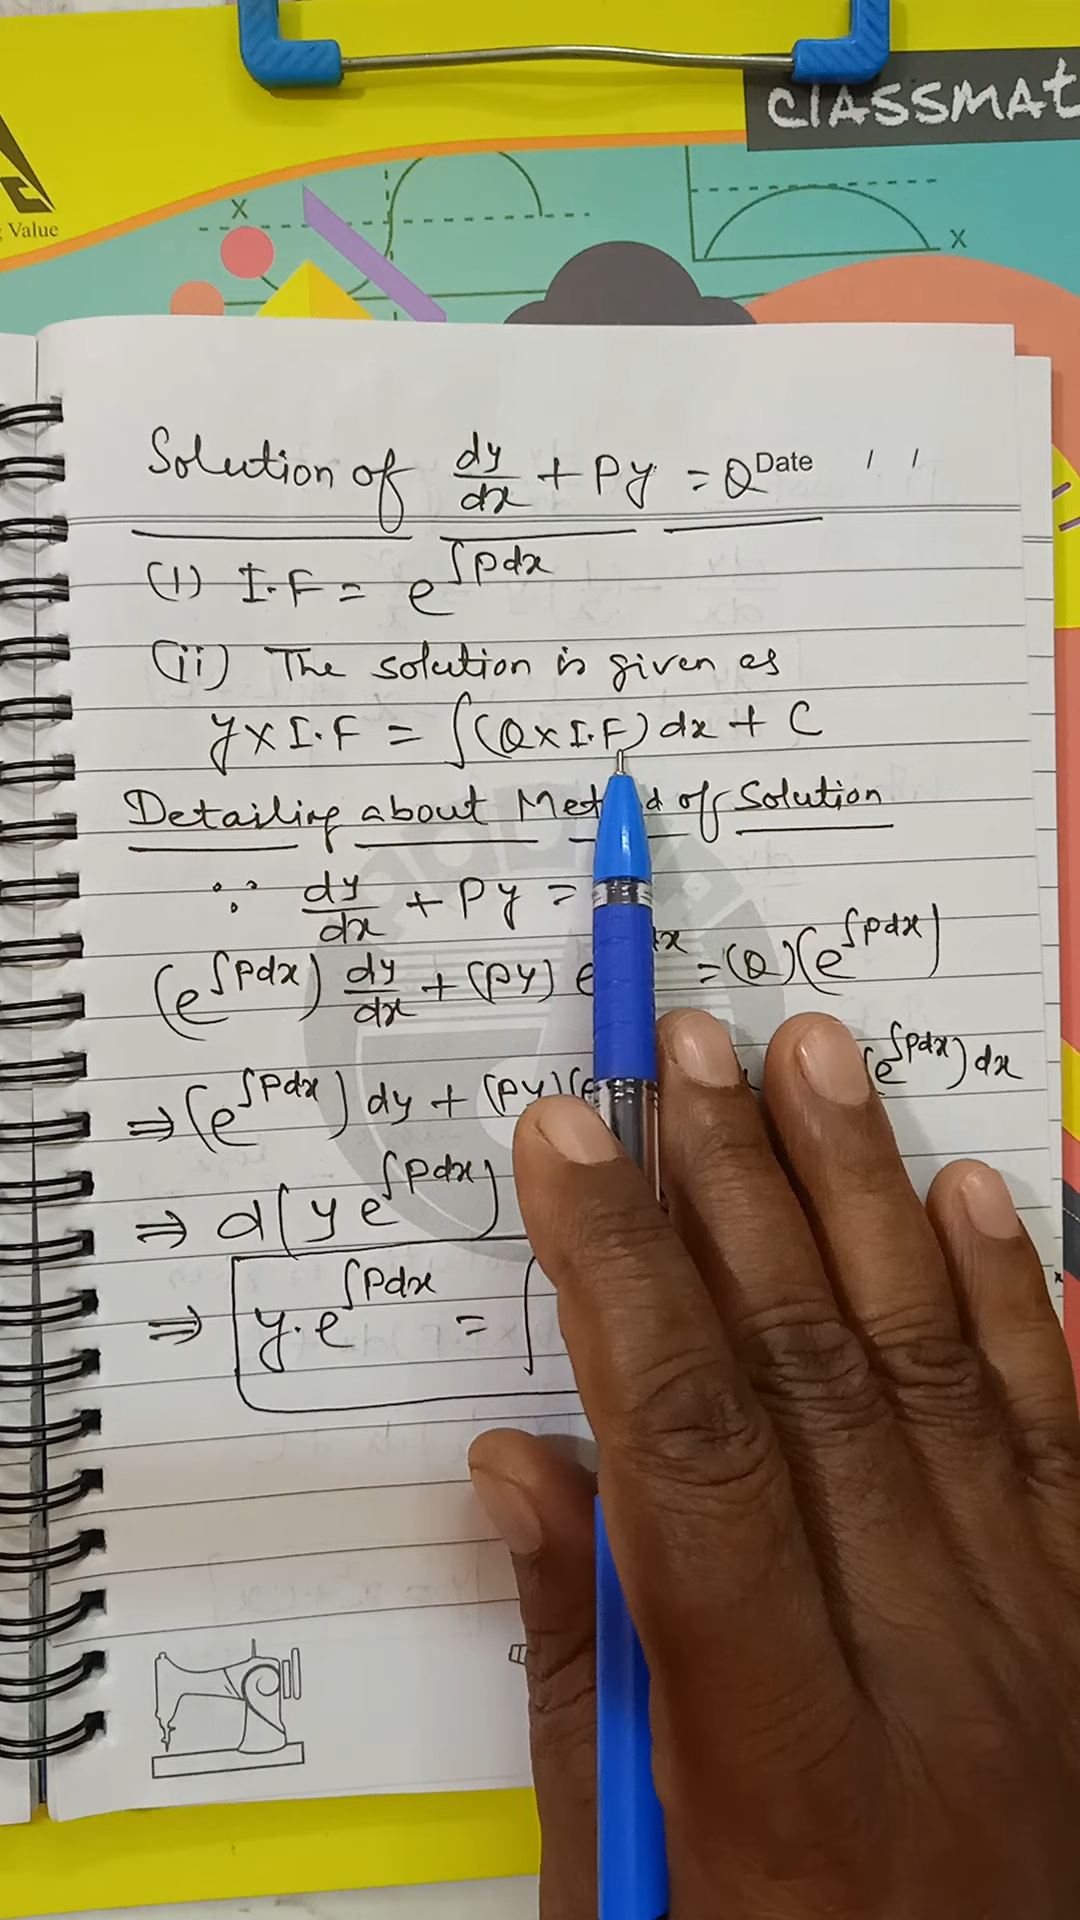 CLASSMAT
X
X
Value
Solution of dy/dx + Py = Q Date / /
(i) I.F = e^∫Pdx
(ii) The solution is given as
y×I.F = ∫(Q×I.F) dx + C
Detailing about of Solution
∵ dy/dx + Py =
(e^∫Pdx) dy/dx + (Py) e dx = (Q)(e^∫Pdx)
⇒ (e^∫Pdx) dy + (Py)(e (e^∫Pdx) dx
⇒ d(y e^∫Pdx)
⇒ y.e^∫Pdx = ∫